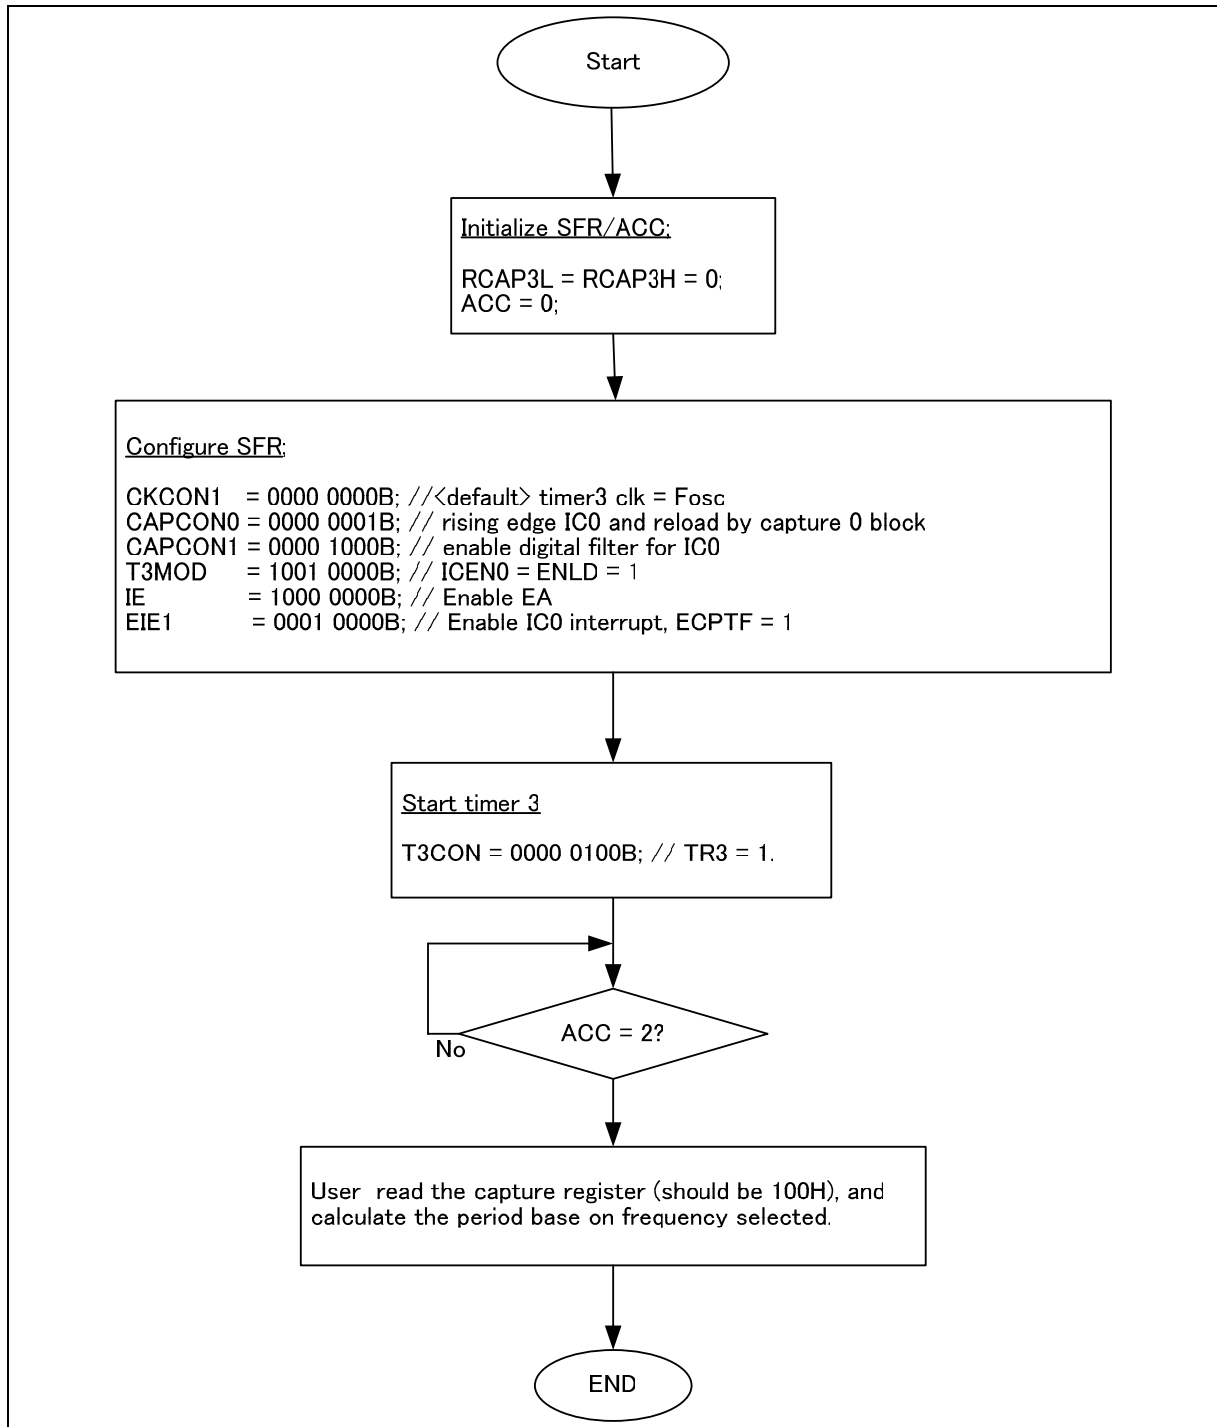 Start
Initialize SFR/ACC;
RCAP3L = RCAP3H = 0;
ACC = 0;
Configure SFR;
CKCON1 = 0000 0000B; //<default> timer3 clk = Fosc
CAPCON0 = 0000 0001B; // rising edge IC0 and reload by capture 0 block
CAPCON1 = 0000 1000B; // enable digital filter for IC0
T3MOD = 1001 0000B; // ICEN0 = ENLD = 1
IE = 1000 0000B; // Enable EA
EIE1 = 0001 0000B; // Enable IC0 interrupt, ECPTF = 1
Start timer 3
T3CON = 0000 0100B; // TR3 = 1.
ACC = 2?
No
User read the capture register (should be 100H), and
calculate the period base on frequency selected.
END